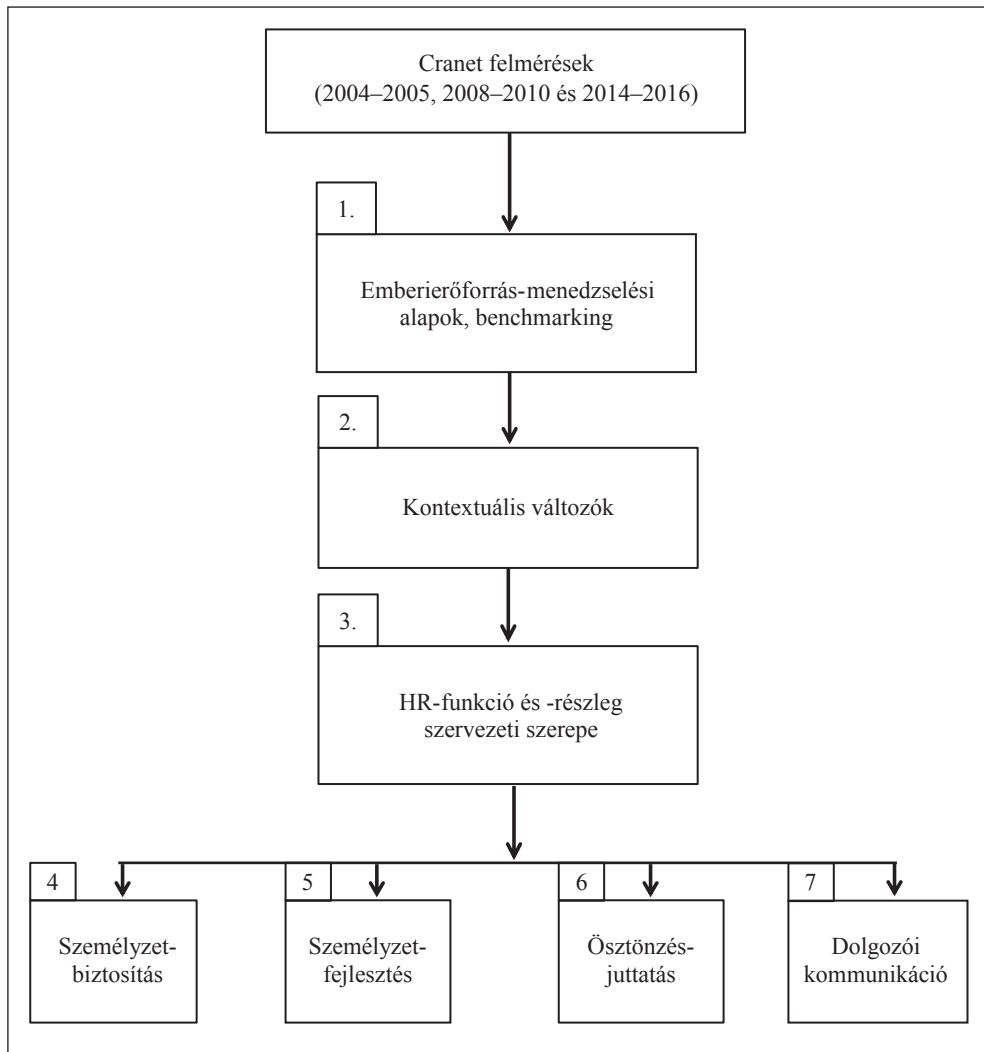 Cranet felmérések
(2004–2005, 2008–2010 és 2014–2016)
1.
Emberierőforrás-menedzselési
alapok, benchmarking
2.
Kontextuális változók
3.
HR-funkció és -részleg
szervezeti szerepe
4
Személyzet-
biztosítás
5
Személyzet-
fejlesztés
6
Ösztönzés-
juttatás
7
Dolgozói
kommunikáció